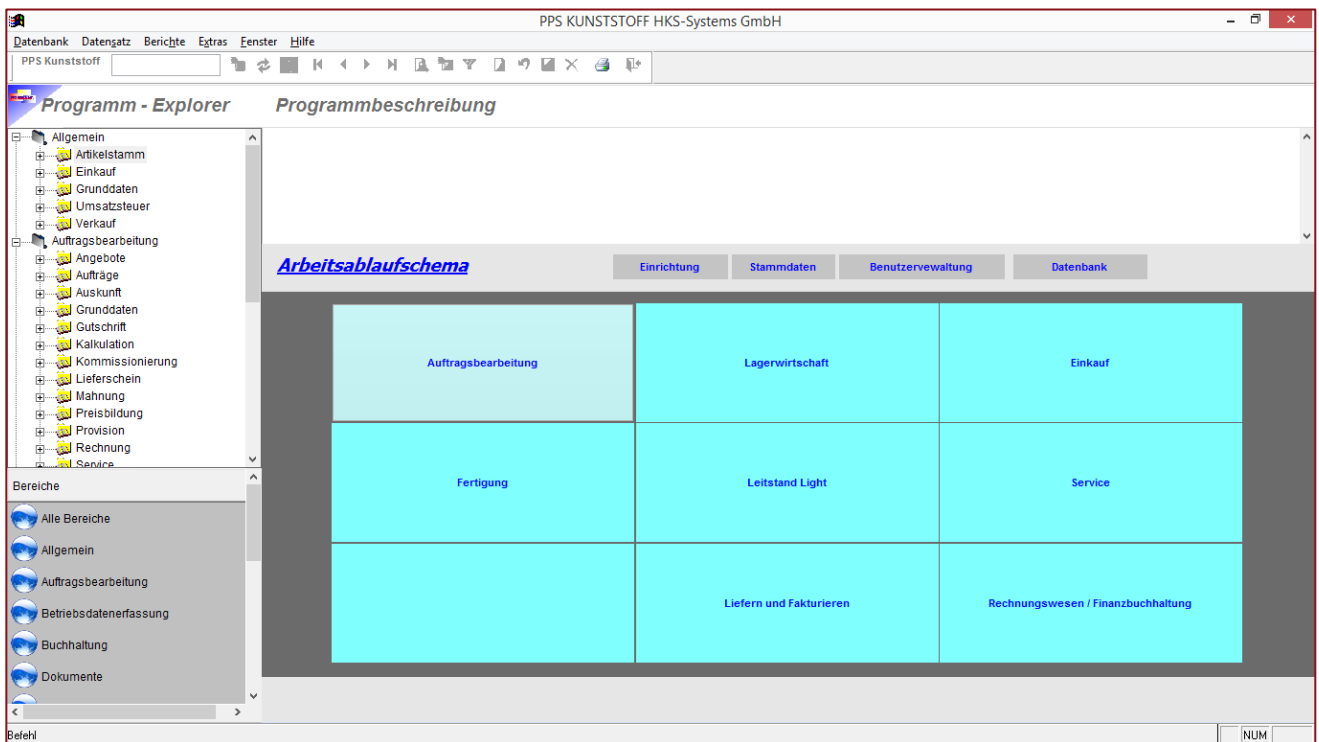 PPS KUNSTSTOFF HKS-Systems GmbH
Datenbank Datensatz Berichte Extras Fenster Hilfe
PPS Kunststoff
Programm - Explorer
Programmbeschreibung
Allgemein
Artikelstamm
Einkauf
Grunddaten
Umsatzsteuer
Verkauf
Auftragsbearbeitung
Angebote
Aufträge
Auskunft
Grunddaten
Gutschrift
Kalkulation
Kommissionierung
Lieferschein
Mahnung
Preisbildung
Provision
Rechnung
Service
Bereiche
Alle Bereiche
Allgemein
Auftragsbearbeitung
Betriebsdatenerfassung
Buchhaltung
Dokumente
Arbeitsablaufschema
Einrichtung Stammdaten Benutzervewaltung Datenbank
Auftragsbearbeitung Lagerwirtschaft Einkauf
Fertigung Leitstand Light Service
Liefern und Fakturieren Rechnungswesen / Finanzbuchhaltung
Befehl NUM